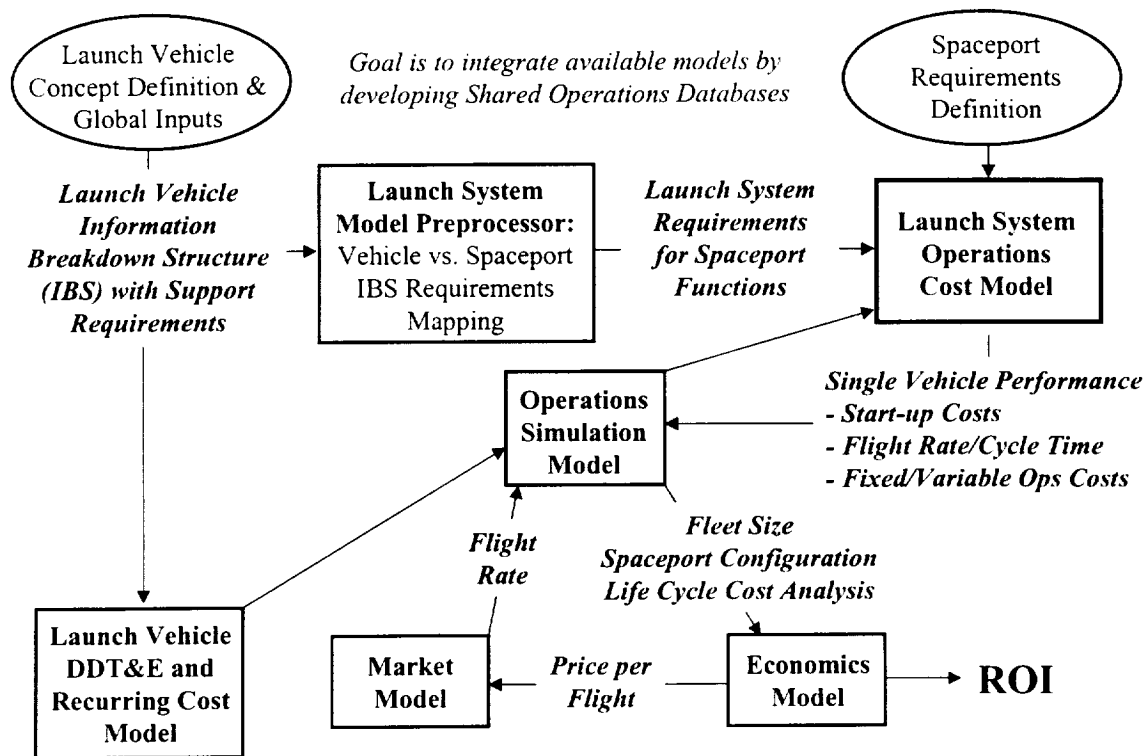 Launch Vehicle
Concept Definition &
Global Inputs
Goal is to integrate available models by
developing Shared Operations Databases
Spaceport
Requirements
Definition
Launch Vehicle
Information
Breakdown Structure
(IBS) with Support
Requirements
Launch System
Model Preprocessor:
Vehicle vs. Spaceport
IBS Requirements
Mapping
Launch System
Requirements
for Spaceport
Functions
Launch System
Operations
Cost Model
Operations
Simulation
Model
Single Vehicle Performance
- Start-up Costs
- Flight Rate/Cycle Time
- Fixed/Variable Ops Costs
Flight
Rate
Fleet Size
Spaceport Configuration
Life Cycle Cost Analysis
Launch Vehicle
DDT&E and
Recurring Cost
Model
Market
Model
Price per
Flight
Economics
Model
ROI